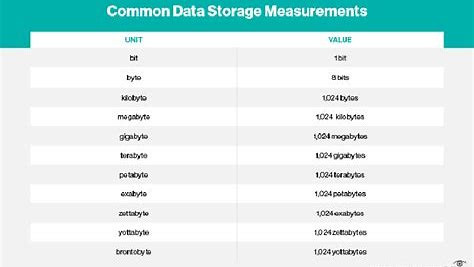 Common Data Storage Measurements
UNIT VALUE
bit 1 bit
byte 8 bits
kilobyte 1,024 bytes
megabyte 1,024 kilobytes
gigabyte 1,024 megabytes
terabyte 1,024 gigabytes
petabyte 1,024 terabytes
exabyte 1,024 petabytes
zettabyte 1,024 exabytes
yottabyte 1,024 zettabytes
brontobyte 1,024 yottabytes